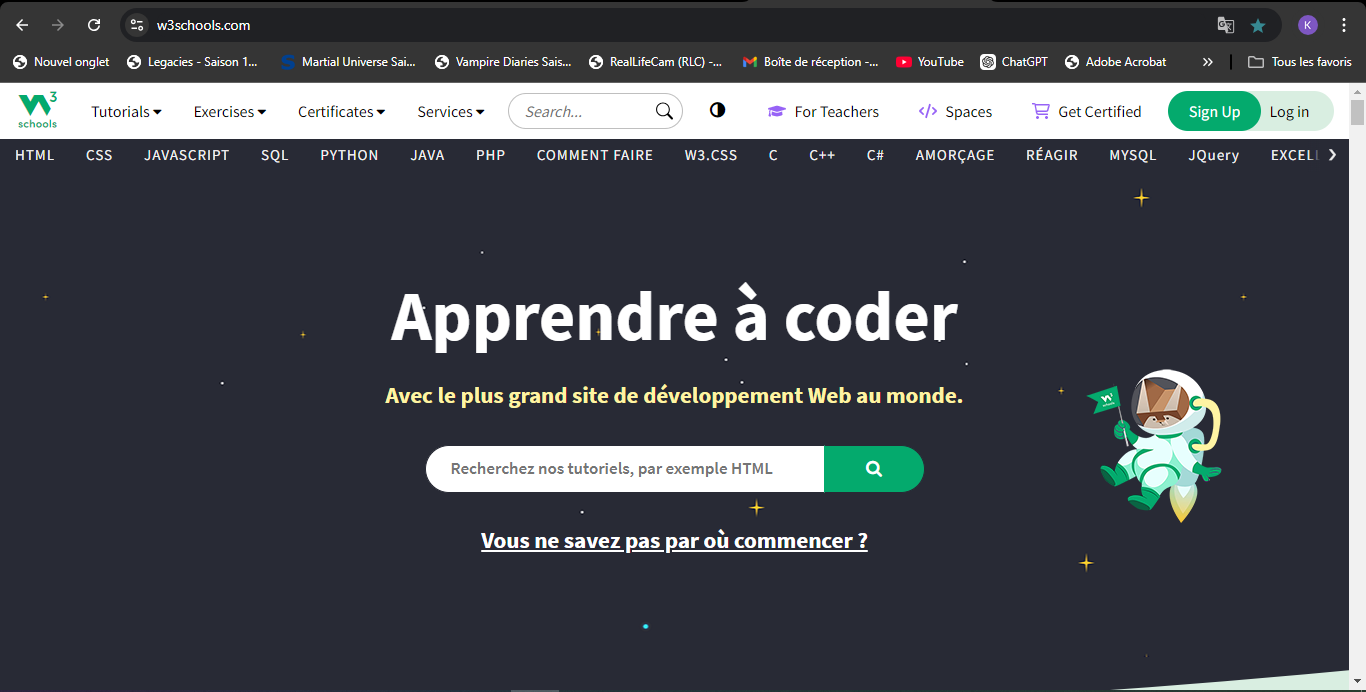 w3schools.com
K
Nouvel onglet Legacies - Saison 1... Martial Universe Sai... Vampire Diaries Sais... RealLifeCam (RLC) -... Boîte de réception -... YouTube ChatGPT Adobe Acrobat » Tous les favoris
W3 schools Tutorials Exercises Certificates Services Search... For Teachers Spaces Get Certified Sign Up Log in
HTML CSS JAVASCRIPT SQL PYTHON JAVA PHP COMMENT FAIRE W3.CSS C C++ C# AMORÇAGE RÉAGIR MYSQL JQuery EXCELL
Apprendre à coder
Avec le plus grand site de développement Web au monde.
Recherchez nos tutoriels, par exemple HTML
Vous ne savez pas par où commencer ?